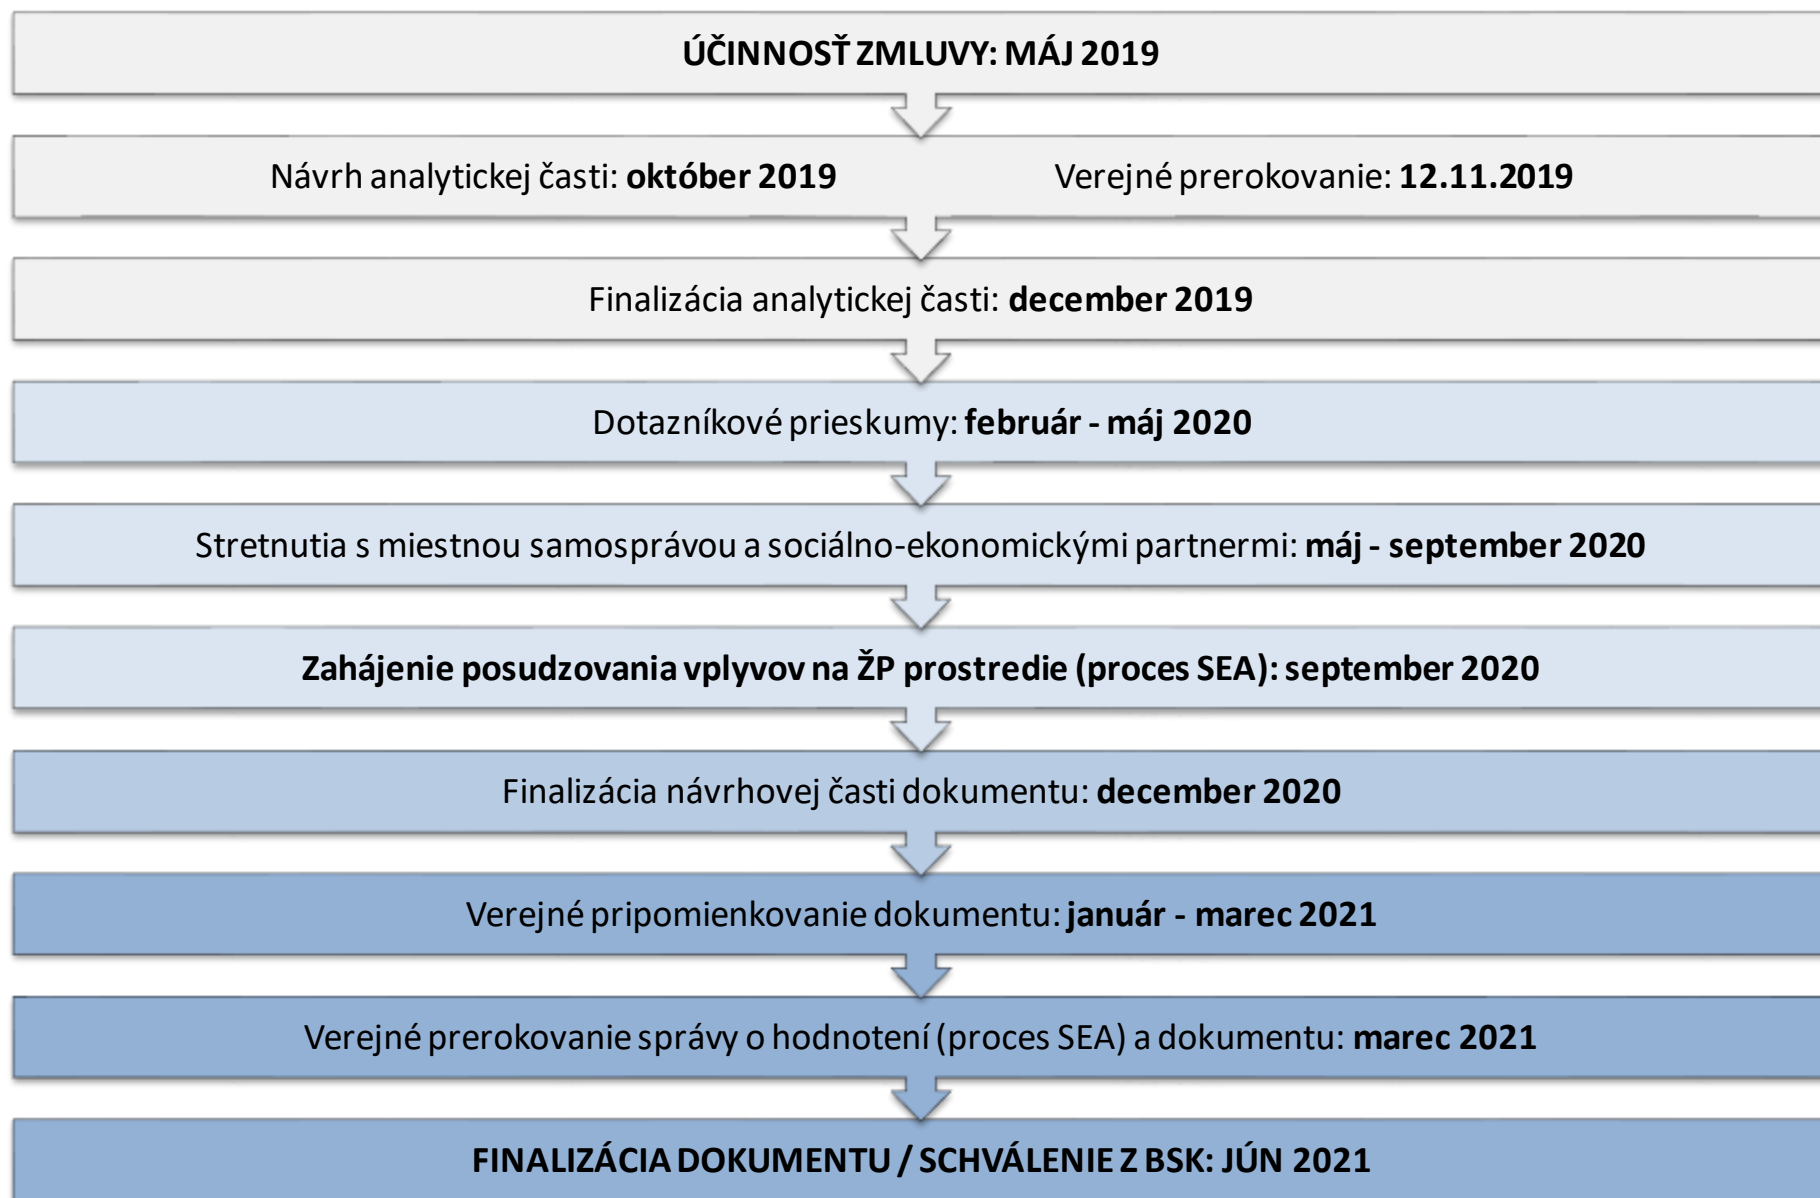 ÚČINNOSŤ ZMLUVY: MÁJ 2019
Návrh analytickej časti: október 2019 Verejné prerokovanie: 12.11.2019
Finalizácia analytickej časti: december 2019
Dotazníkové prieskumy: február - máj 2020
Stretnutia s miestnou samosprávou a sociálno-ekonomickými partnermi: máj - september 2020
Zahájenie posudzovania vplyvov na ŽP prostredie (proces SEA): september 2020
Finalizácia návrhovej časti dokumentu: december 2020
Verejné pripomienkovanie dokumentu: január - marec 2021
Verejné prerokovanie správy o hodnotení (proces SEA) a dokumentu: marec 2021
FINALIZÁCIA DOKUMENTU / SCHVÁLENIE Z BSK: JÚN 2021